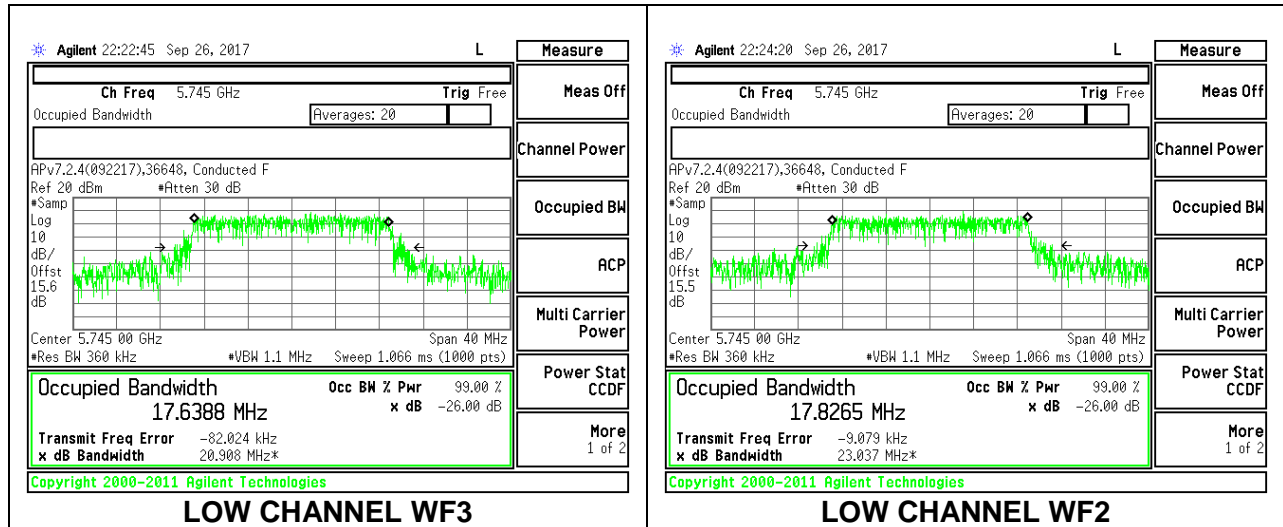 Agilent 22:22:45 Sep 26, 2017 L
Measure
Ch Freq 5.745 GHz Trig Free
Occupied Bandwidth Averages: 20
APv7.2.4(092217),36648, Conducted F
Ref 20 dBm #Atten 30 dB
#Samp
Log
10
dB/
Offst
15.6
dB
Center 5.745 00 GHz Span 40 MHz
#Res BW 360 kHz #VBW 1.1 MHz Sweep 1.066 ms (1000 pts)
Occupied Bandwidth Occ BW % Pwr 99.00 %
17.6388 MHz x dB -26.00 dB
Transmit Freq Error -82.024 kHz
x dB Bandwidth 20.908 MHz*
Copyright 2000-2011 Agilent Technologies
Meas Off
Channel Power
Occupied BW
ACP
Multi Carrier
Power
Power Stat
CCDF
More
1 of 2
LOW CHANNEL WF3
Agilent 22:24:20 Sep 26, 2017 L
Measure
Ch Freq 5.745 GHz Trig Free
Occupied Bandwidth Averages: 20
APv7.2.4(092217),36648, Conducted F
Ref 20 dBm #Atten 30 dB
#Samp
Log
10
dB/
Offst
15.5
dB
Center 5.745 00 GHz Span 40 MHz
#Res BW 360 kHz #VBW 1.1 MHz Sweep 1.066 ms (1000 pts)
Occupied Bandwidth Occ BW % Pwr 99.00 %
17.8265 MHz x dB -26.00 dB
Transmit Freq Error -9.079 kHz
x dB Bandwidth 23.037 MHz*
Copyright 2000-2011 Agilent Technologies
Meas Off
Channel Power
Occupied BW
ACP
Multi Carrier
Power
Power Stat
CCDF
More
1 of 2
LOW CHANNEL WF2